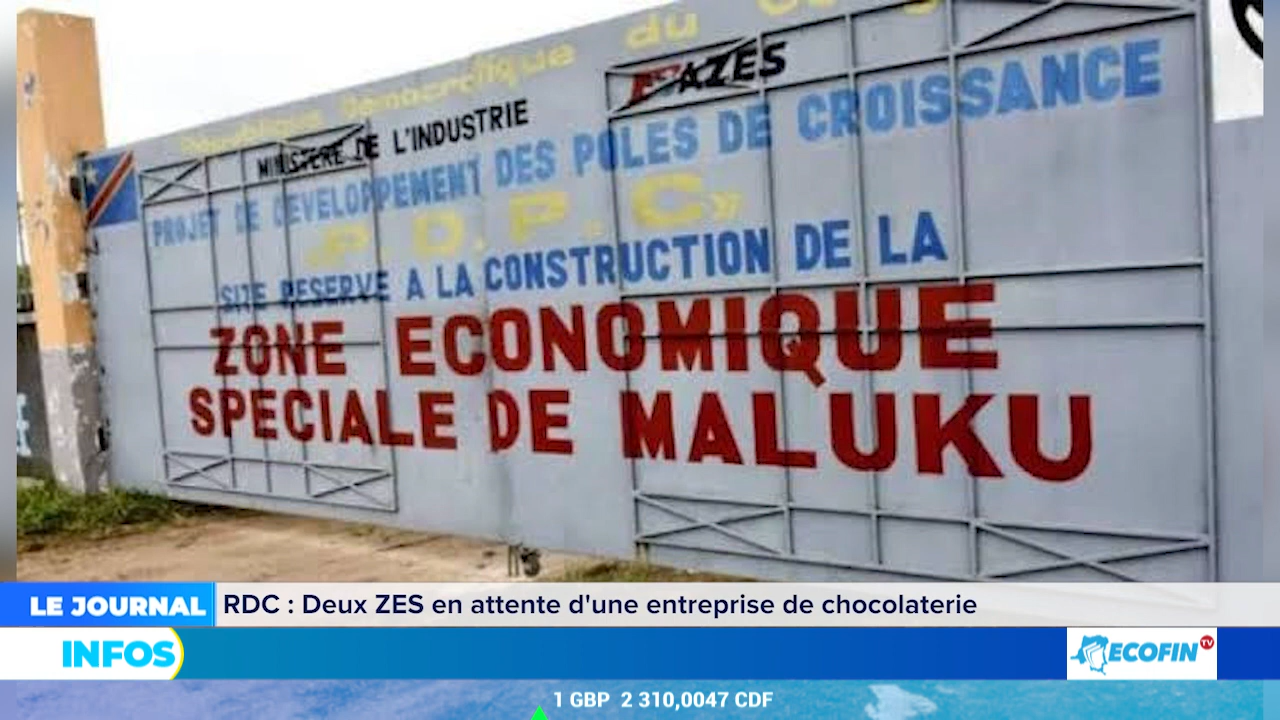 République Démocratique du Congo
AZES
MINISTERE DE L'INDUSTRIE
PROJET DE DEVELOPPEMENT DES POLES DE CROISSANCE
«P.D.P.C»
SITE RESERVE A LA CONSTRUCTION DE LA
ZONE ECONOMIQUE
SPECIALE DE MALUKU
LE JOURNAL
RDC : Deux ZES en attente d'une entreprise de chocolaterie
INFOS
ECOFIN TV
1 GBP 2 310,0047 CDF